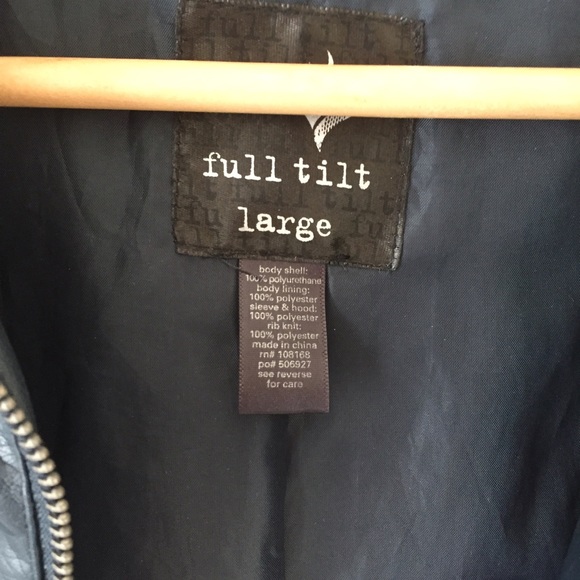 full tilt
large
body shell:
100% polyurethane
body lining:
100% polyester
sleeve & hood:
100% polyester
rib knit:
100% polyester
made in china
rn# 108168
po# 506927
see reverse
for care